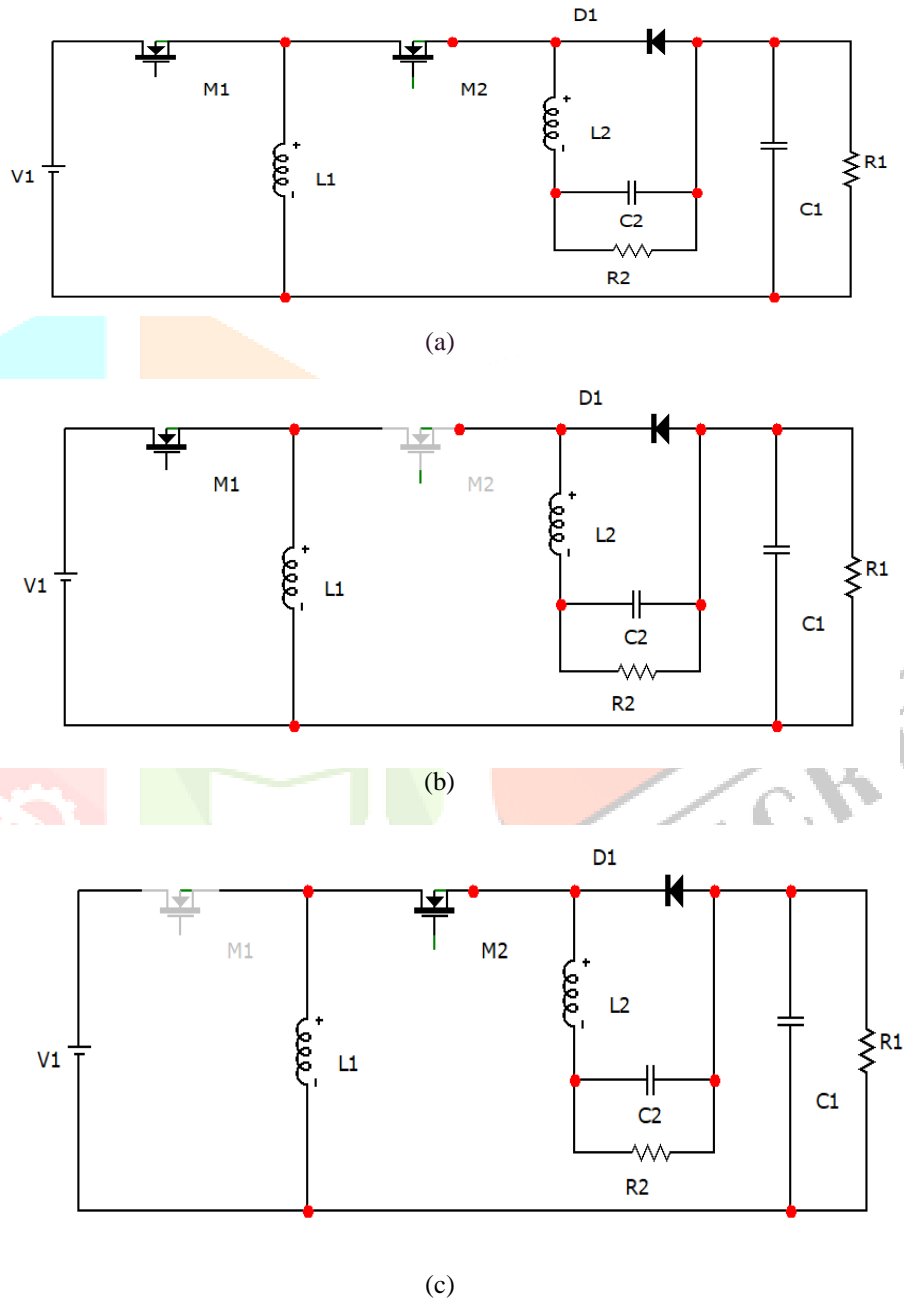 D1
M1
M2
V1
L1
L2
C2
R2
C1
R1
+
-
+
-
(a)
D1
M1
M2
V1
L1
L2
C2
R2
C1
R1
+
-
+
-
(b)
CK
D1
M1
M2
V1
L1
L2
C2
R2
C1
R1
+
-
+
-
(c)